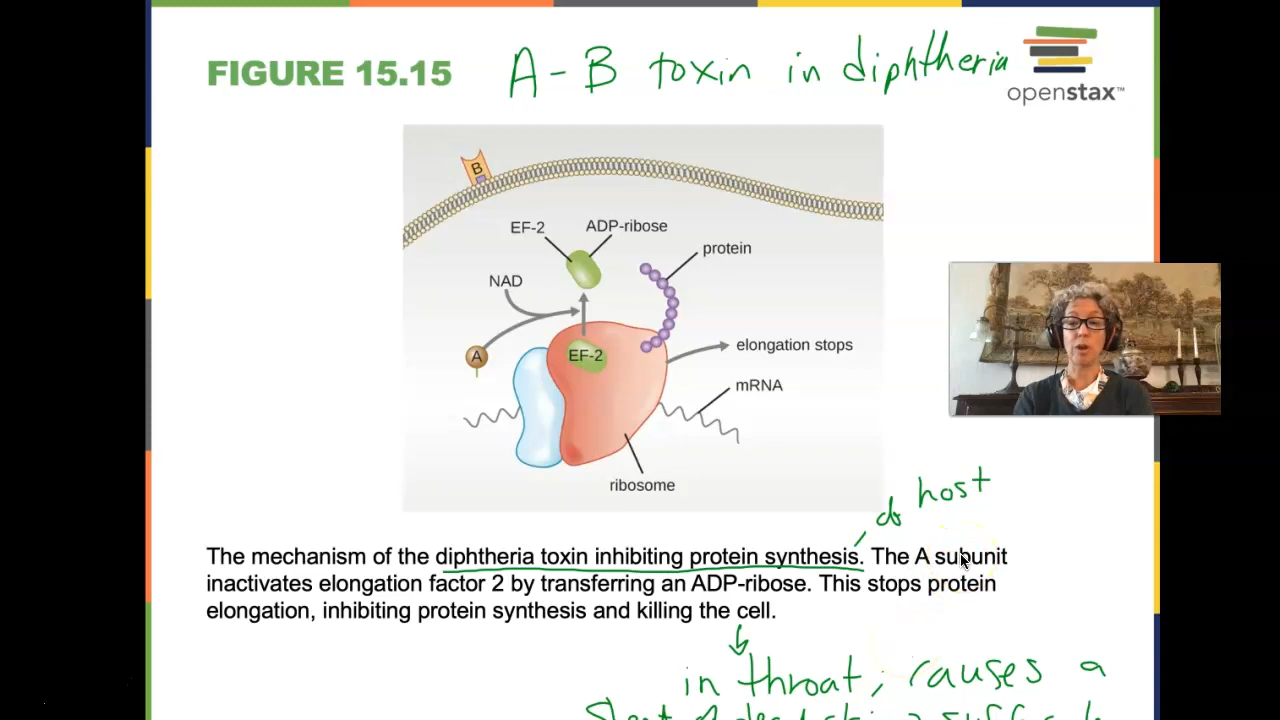 FIGURE 15.15 A-B toxin in diphtheria
openstax™
B
EF-2 ADP-ribose
protein
NAD
A
EF-2
elongation stops
mRNA
ribosome
host
The mechanism of the diphtheria toxin inhibiting protein synthesis. The A subunit
inactivates elongation factor 2 by transferring an ADP-ribose. This stops protein
elongation, inhibiting protein synthesis and killing the cell.
in throat, causes a